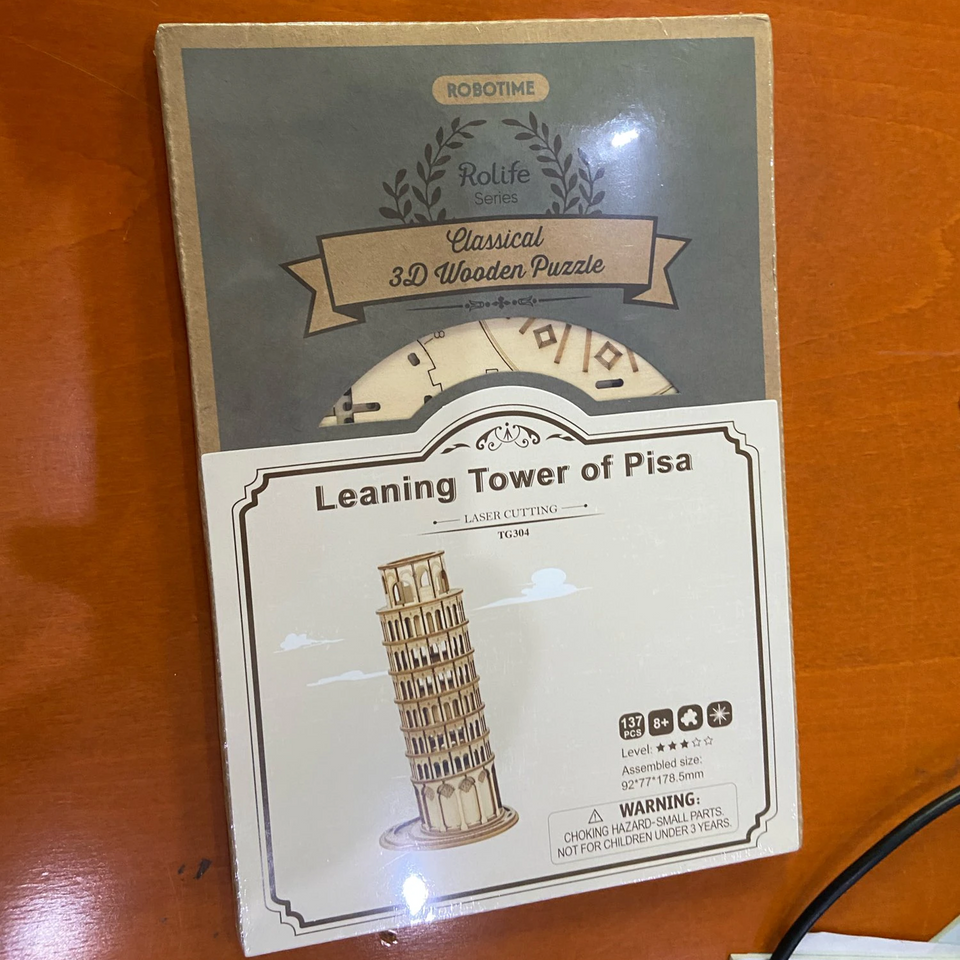 ROBOTIME
Rolife
Series
Classical
3D Wooden Puzzle
Leaning Tower of Pisa
LASER CUTTING
TG304
137
PCS
8+
Level: ★★★☆☆
Assembled size:
92*77*178.5mm
WARNING:
CHOKING HAZARD-SMALL PARTS.
NOT FOR CHILDREN UNDER 3 YEARS.